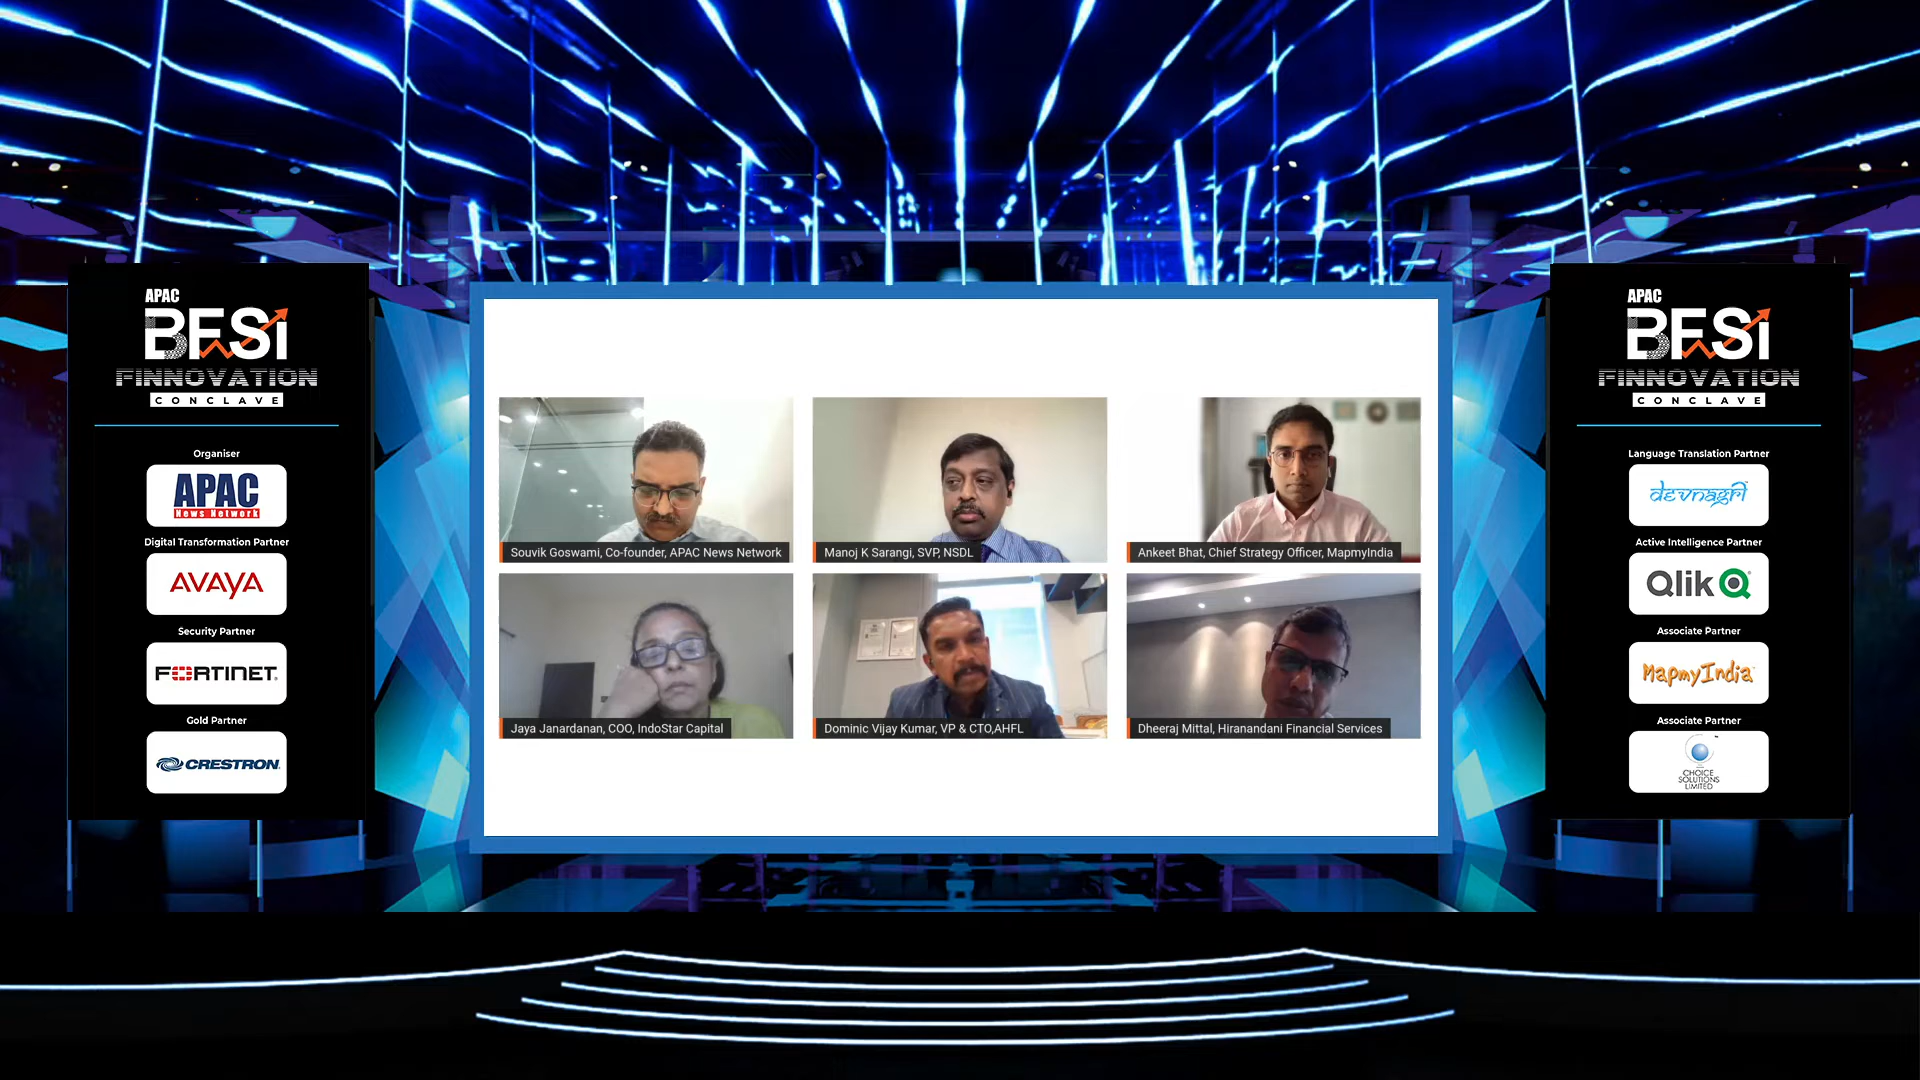 APAC
BFSI
FINNOVATION
CONCLAVE
Organiser
APAC
News Network
Digital Transformation Partner
AVAYA
Security Partner
FORTINET
Gold Partner
CRESTRON
Souvik Goswami, Co-founder, APAC News Network
Manoj K Sarangi, SVP, NSDL
Ankeet Bhat, Chief Strategy Officer, MapmyIndia
Jaya Janardanan, COO, IndoStar Capital
Dominic Vijay Kumar, VP & CTO,AHFL
Dheeraj Mittal, Hiranandani Financial Services
APAC
BFSI
FINNOVATION
CONCLAVE
Language Translation Partner
devnagri
Active Intelligence Partner
Qlik
Associate Partner
MapmyIndia
Associate Partner
CHOICE
SOLUTIONS
LIMITED